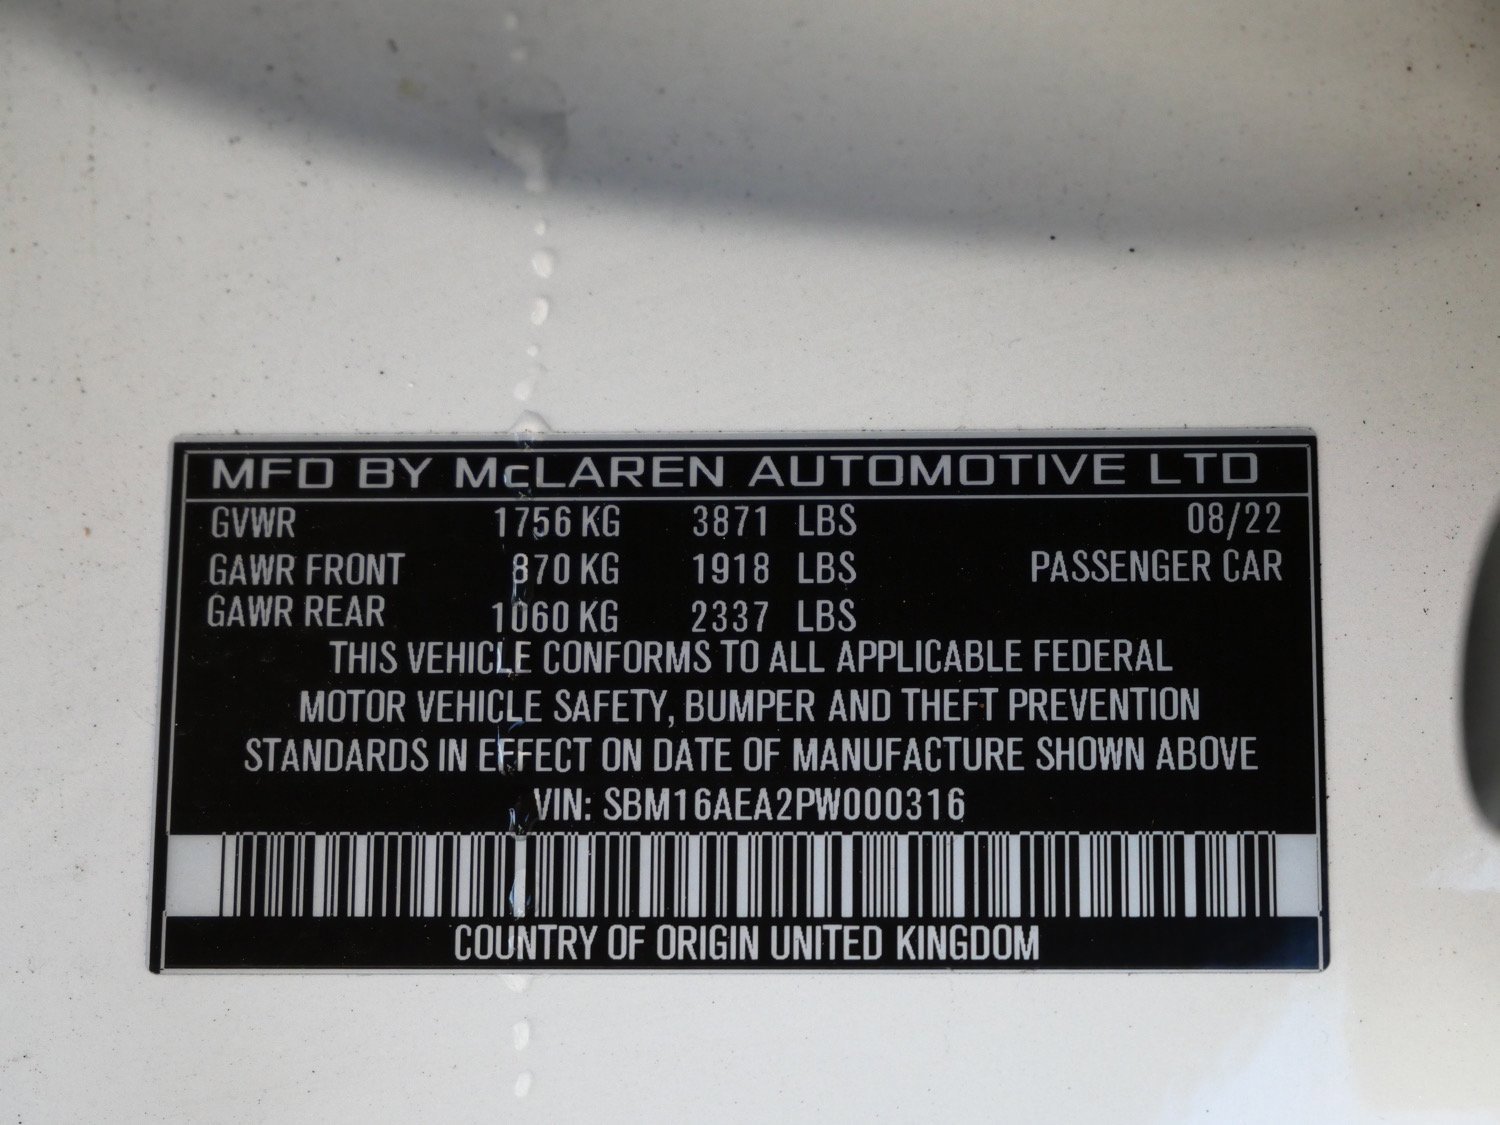 MFD BY McLAREN AUTOMOTIVE LTD
GVWR 1756 KG 3871 LBS 08/22
GAWR FRONT 870 KG 1918 LBS PASSENGER CAR
GAWR REAR 1060 KG 2337 LBS
THIS VEHICLE CONFORMS TO ALL APPLICABLE FEDERAL
MOTOR VEHICLE SAFETY, BUMPER AND THEFT PREVENTION
STANDARDS IN EFFECT ON DATE OF MANUFACTURE SHOWN ABOVE
VIN: SBM16AEA2PW000316
COUNTRY OF ORIGIN UNITED KINGDOM